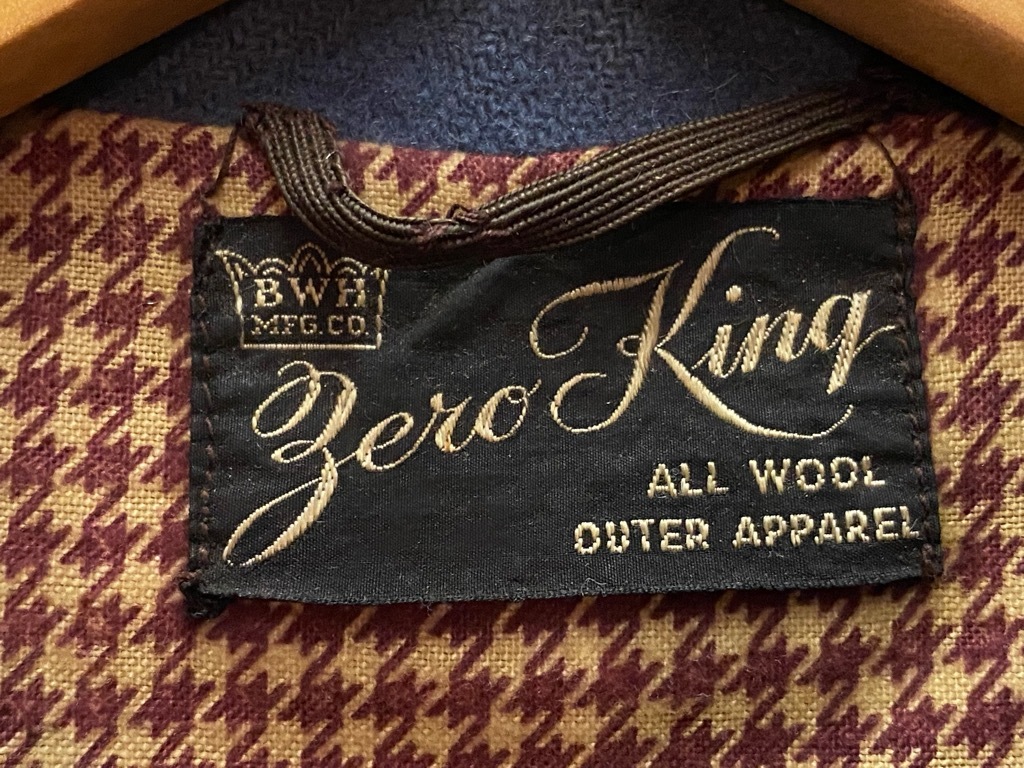 BWH
MFG.CO.
Zero King
ALL WOOL
OUTER APPAREL